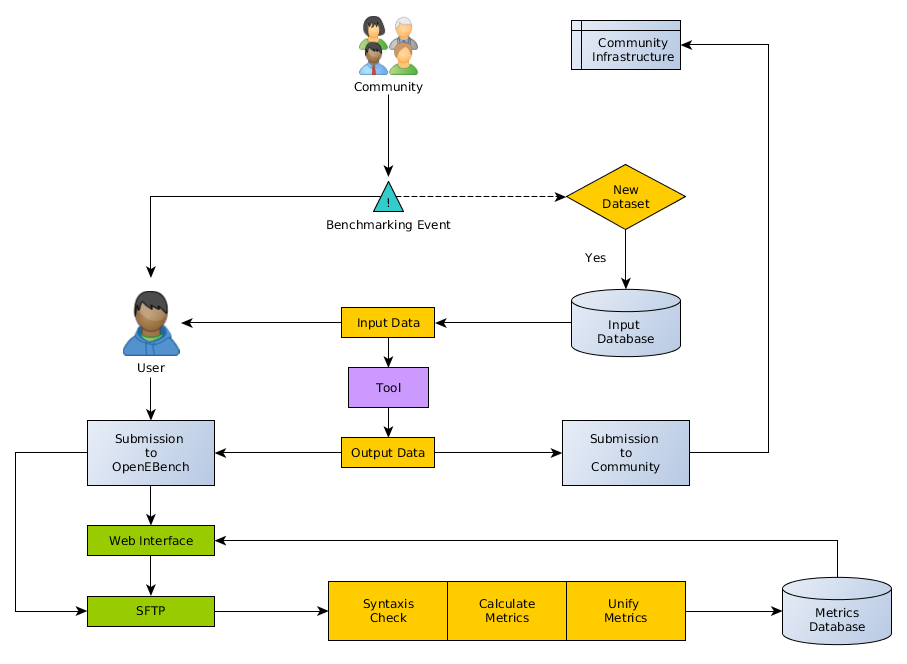 Community
Infrastructure
Community
!
Benchmarking Event
New
Dataset
Yes
Input Data
Input
Database
User
Tool
Submission
to
OpenEBench
Output Data
Submission
to
Community
Web Interface
SFTP
Syntaxis
Check
Calculate
Metrics
Unify
Metrics
Metrics
Database